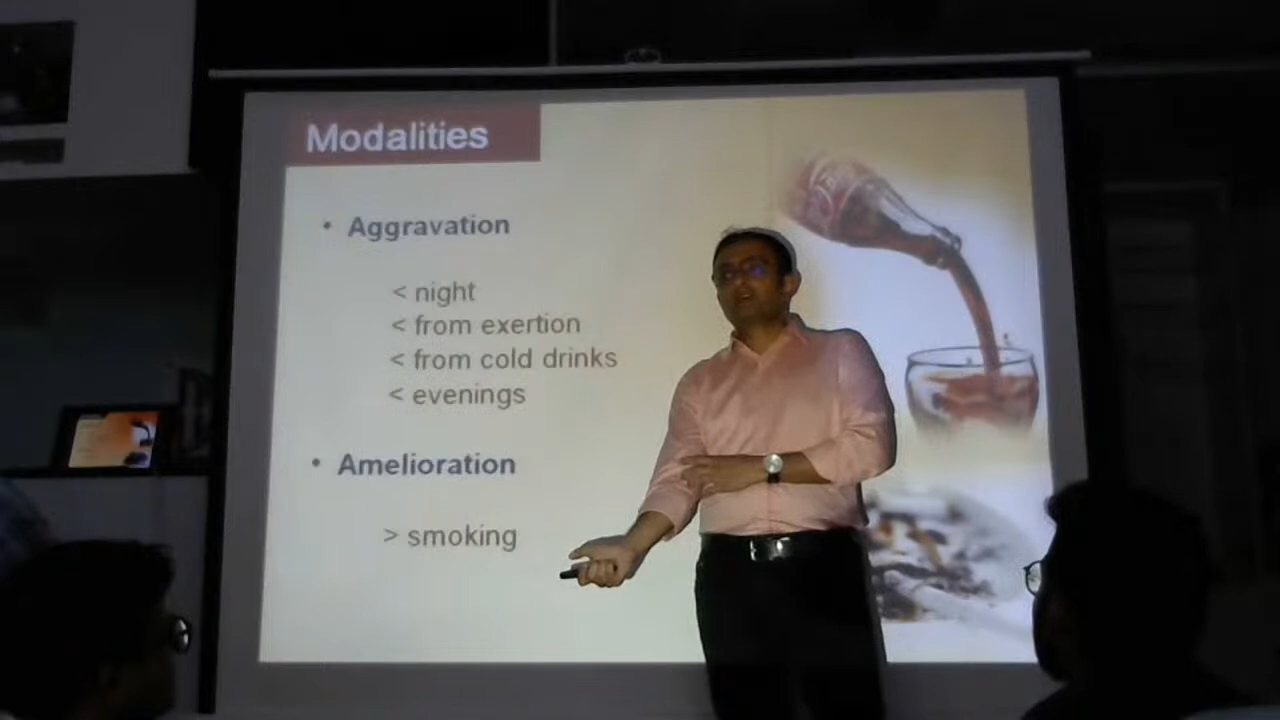 Modalities
• Aggravation
< night
< from exertion
< from cold drinks
< evenings
• Amelioration
> smoking